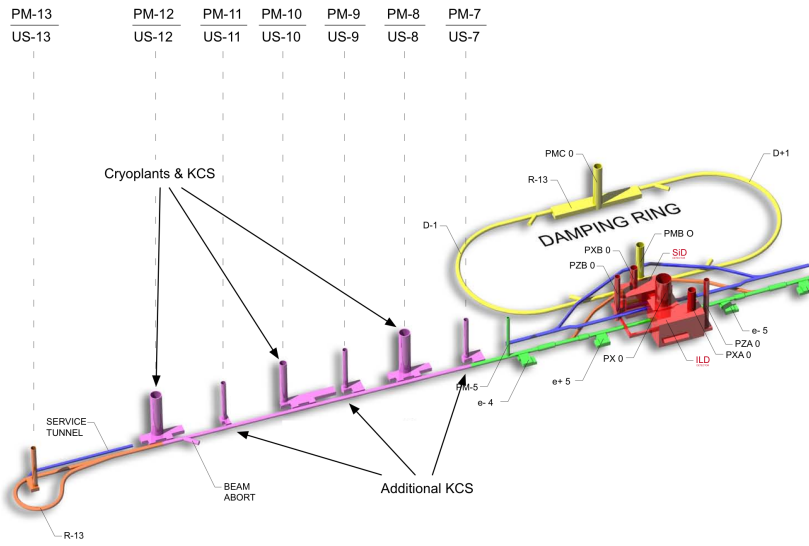 PM-13 PM-12 PM-11 PM-10 PM-9 PM-8 PM-7
US-13 US-12 US-11 US-10 US-9 US-8 US-7
PMC 0
D+1
Cryoplants & KCS
R-13
DAMPING RING
D-1
PMB O
PXB 0
SiD
PZB 0
e- 5
PZA 0
PX 0
ILD
PXA 0
PM-5
e+ 5
e- 4
SERVICE
TUNNEL
BEAM
ABORT
Additional KCS
R-13